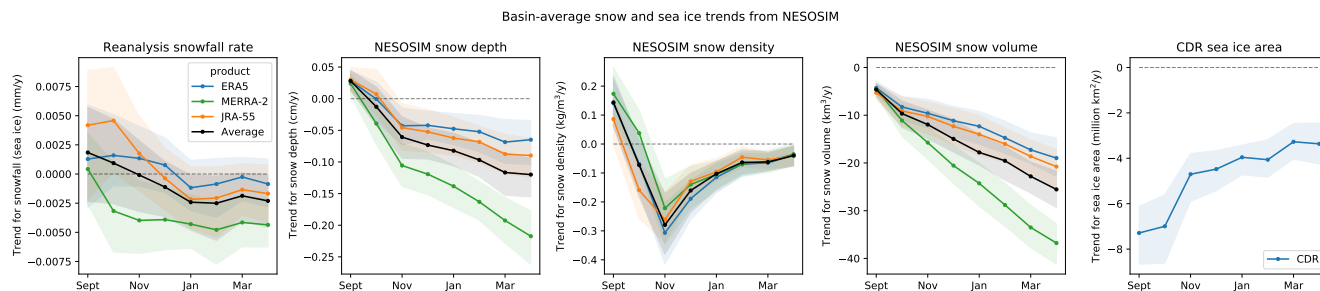 Basin-average snow and sea ice trends from NESOSIM
Reanalysis snowfall rate
Trend for snowfall (sea ice) (mm/y)
0.0075
0.0050
0.0025
0.0000
−0.0025
−0.0050
−0.0075
product
ERA5
MERRA-2
JRA-55
Average
Sept
Nov
Jan
Mar
NESOSIM snow depth
Trend for snow depth (cm/y)
0.05
0.00
−0.05
−0.10
−0.15
−0.20
−0.25
Sept
Nov
Jan
Mar
NESOSIM snow density
Trend for snow density (kg/m³/y)
0.2
0.1
0.0
−0.1
−0.2
−0.3
−0.4
Sept
Nov
Jan
Mar
NESOSIM snow volume
Trend for snow volume (km³/y)
0
−10
−20
−30
−40
Sept
Nov
Jan
Mar
CDR sea ice area
Trend for sea ice area (million km²/y)
0
−2
−4
−6
−8
CDR
Sept
Nov
Jan
Mar